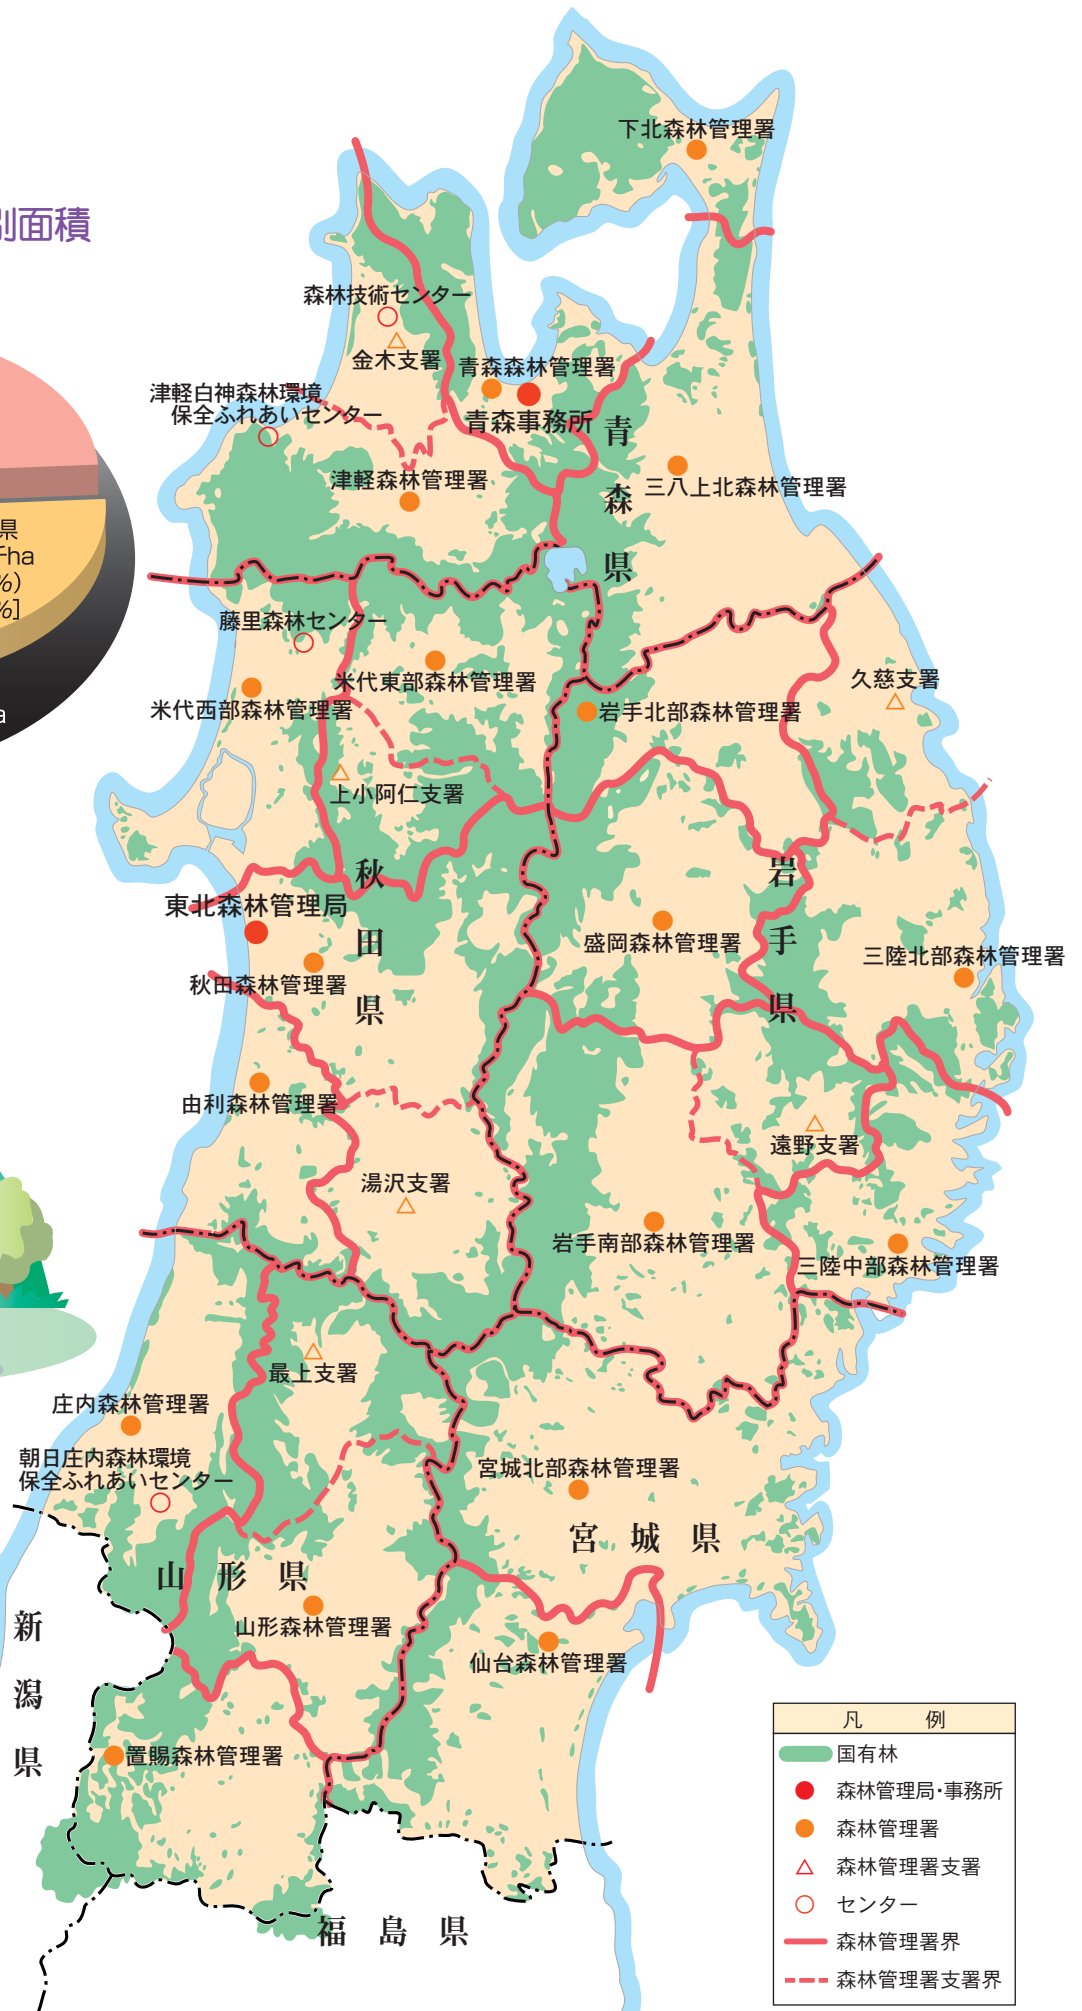 別面積
県
千ha
%)
%]
a
下北森林管理署
森林技術センター
金木支署
青森森林管理署
青森事務所
津軽白神森林環境
保全ふれあいセンター
津軽森林管理署
三八上北森林管理署
青森県
藤里森林センター
米代東部森林管理署
米代西部森林管理署
久慈支署
岩手北部森林管理署
上小阿仁支署
秋田県
岩手県
東北森林管理局
盛岡森林管理署
三陸北部森林管理署
秋田森林管理署
由利森林管理署
遠野支署
湯沢支署
岩手南部森林管理署
三陸中部森林管理署
最上支署
庄内森林管理署
朝日庄内森林環境
保全ふれあいセンター
宮城北部森林管理署
宮城県
山形県
山形森林管理署
仙台森林管理署
新潟県
置賜森林管理署
福島県
凡例
国有林
森林管理局・事務所
森林管理署
森林管理署支署
センター
森林管理署界
森林管理署支署界